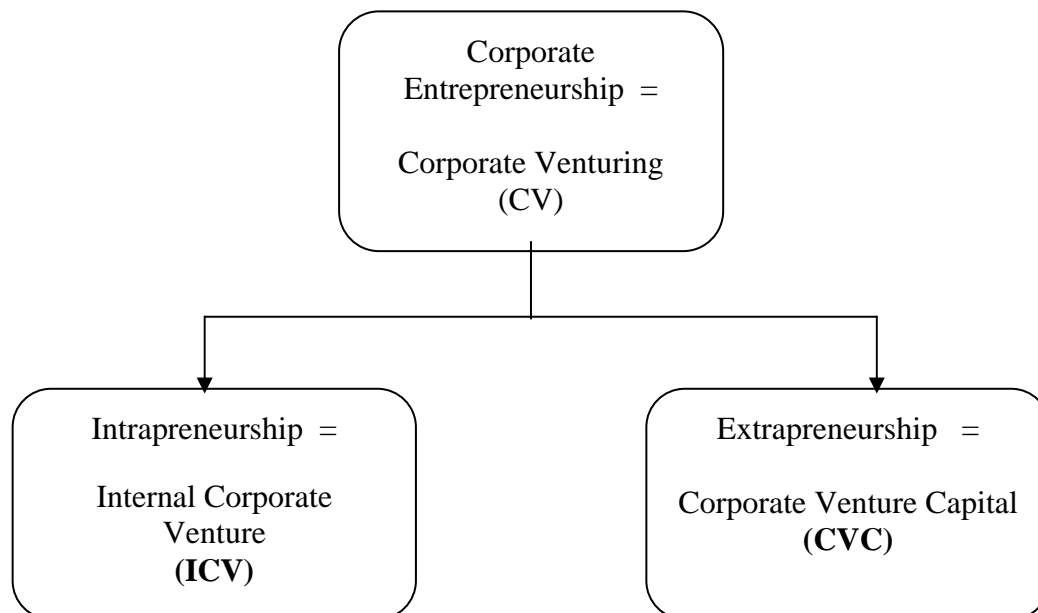 Corporate
Entrepreneurship =
Corporate Venturing
(CV)
Intrapreneurship =
Internal Corporate
Venture
(ICV)
Extrapreneurship =
Corporate Venture Capital
(CVC)